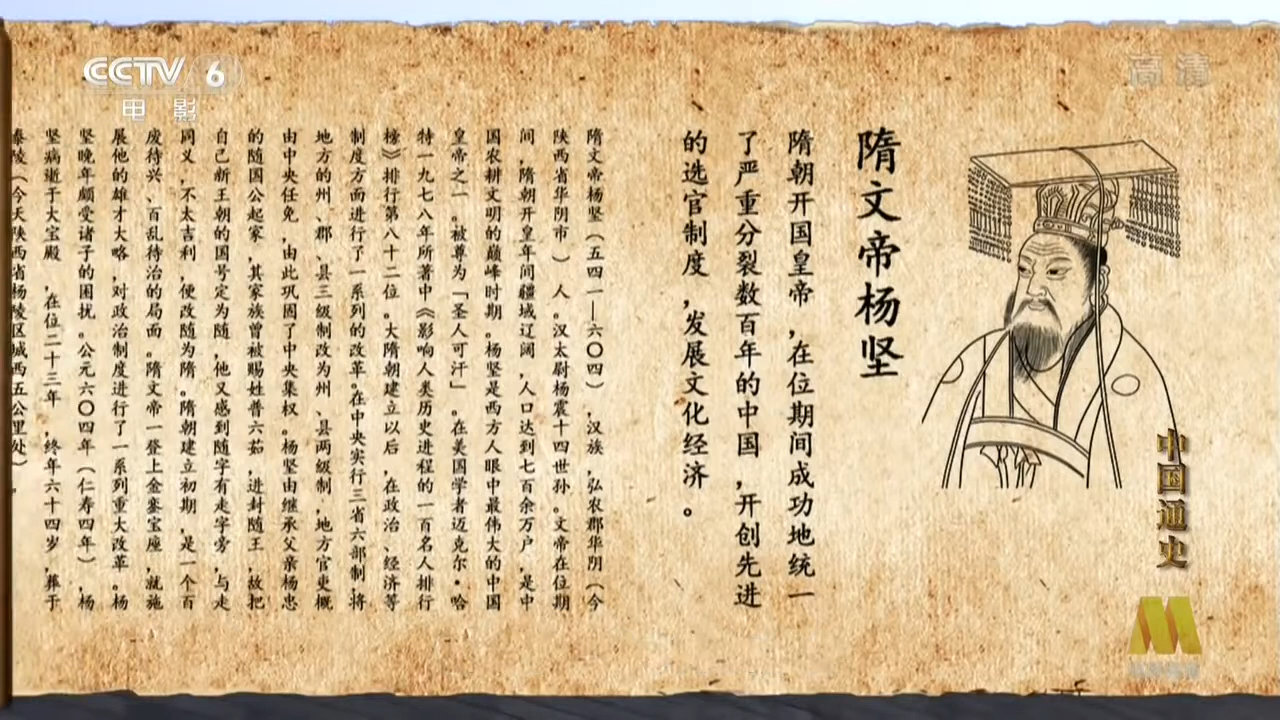 CCTV 6
电影
高清
隋文帝杨坚
隋朝开国皇帝,在位期间成功地统一
了严重分裂数百年的中国,开创先进
的选官制度,发展文化经济。
隋文帝杨坚(五四一—六〇四),汉族,弘农郡华阴(今
陕西省华阴市)人。汉太尉杨震十四世孙。文帝在位期
间,隋朝开皇年间疆域辽阔,人口达到七百余万户,是中
国农耕文明的巅峰时期。杨坚是西方人眼中最伟大的中国
皇帝之一。被尊为「圣人可汗」。在美国学者迈克尔·哈
特一九七八年所著中《影响人类历史进程的一百名人排行
榜》排行第八十二位。大隋朝建立以后,在政治、经济等
制度方面进行了一系列的改革。在中央实行三省六部制,将
地方的州、郡、县三级制改为州、县两级制,地方官吏概
由中央任免,由此巩固了中央集权。杨坚由继承父亲杨忠
的随国公起家,其家族曾被赐姓普六茹,进封随王,故把
自己新王朝的国号定为随,他又感到随字有走字旁,与走
同义,不太吉利,便改随为隋。隋朝建立初期,是一个百
废待兴、百乱待治的局面。隋文帝一登上金銮宝座,就施
展他的雄才大略,对政治制度进行了一系列重大改革。杨
坚晚年颇受诸子的困扰。公元六〇四年(仁寿四年),杨
坚病逝于大宝殿,在位二十三年,终年六十四岁,葬于
泰陵(今天陕西省杨陵区城西五公里处)。
中国通史